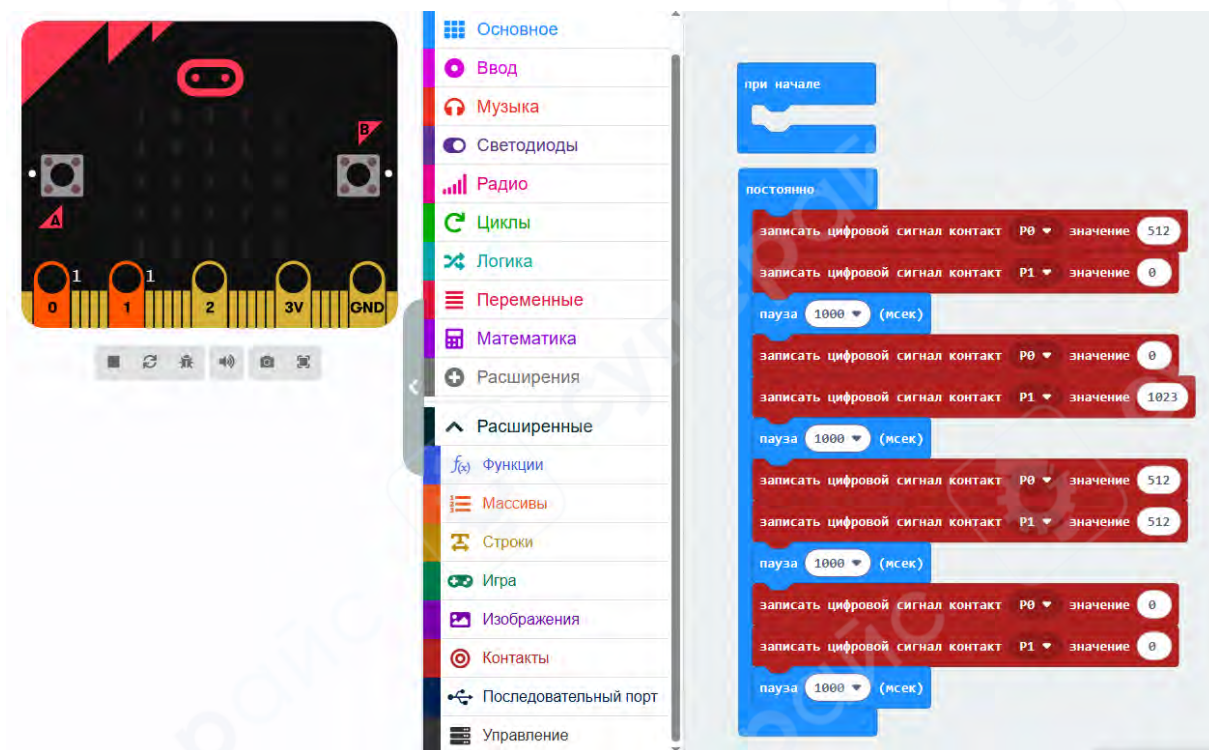 B
A
1
1
0
1
2
3V
GND
Основное
Ввод
Музыка
Светодиоды
Радио
Циклы
Логика
Переменные
Математика
Расширения
Расширенные
f(x) Функции
Массивы
Строки
Игра
Изображения
Контакты
Последовательный порт
Управление
при начале
постоянно
записать цифровой сигнал контакт P0 значение 512
записать цифровой сигнал контакт P1 значение 0
пауза 1000 (мсек)
записать цифровой сигнал контакт P0 значение 0
записать цифровой сигнал контакт P1 значение 1023
пауза 1000 (мсек)
записать цифровой сигнал контакт P0 значение 512
записать цифровой сигнал контакт P1 значение 512
пауза 1000 (мсек)
записать цифровой сигнал контакт P0 значение 0
записать цифровой сигнал контакт P1 значение 0
пауза 1000 (мсек)